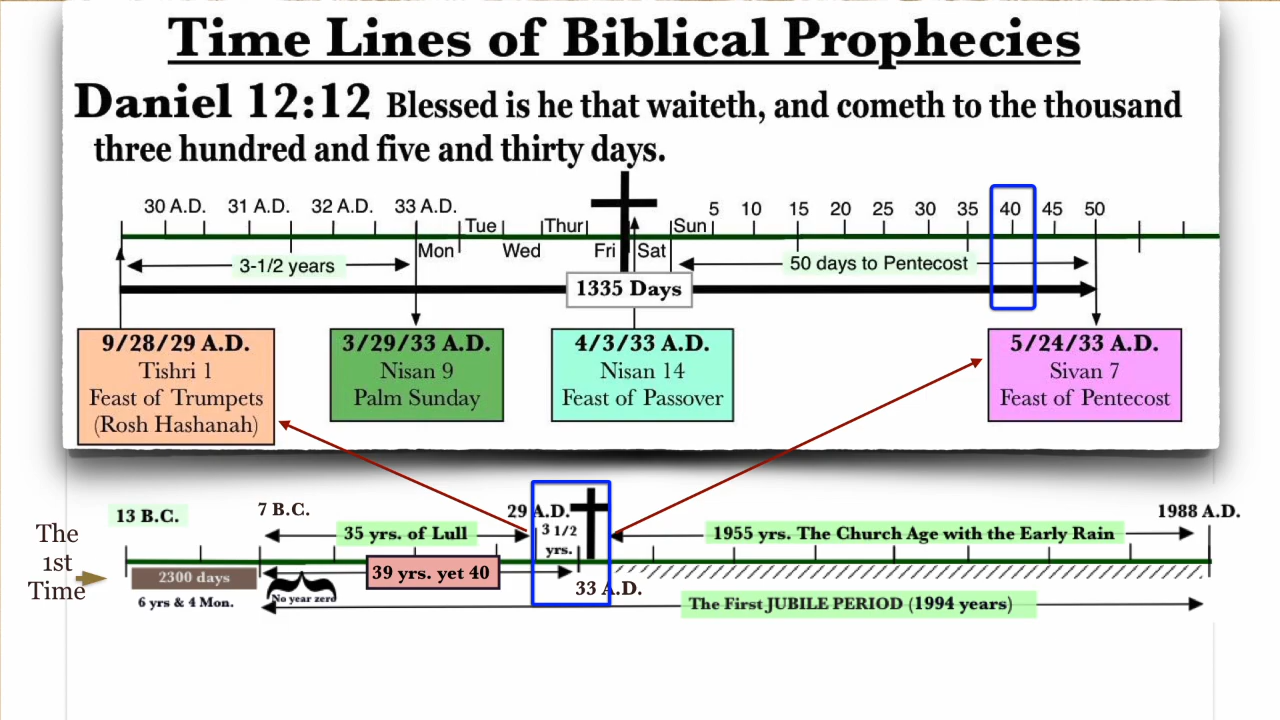 Time Lines of Biblical Prophecies
Daniel 12:12 Blessed is he that waiteth, and cometh to the thousand
three hundred and five and thirty days.
30 A.D. 31 A.D. 32 A.D. 33 A.D.
Tue Thur Sun 5 10 15 20 25 30 35 40 45 50
Mon Wed Fri Sat
3-1/2 years
50 days to Pentecost
1335 Days
9/28/29 A.D.
Tishri 1
Feast of Trumpets
(Rosh Hashanah)
3/29/33 A.D.
Nisan 9
Palm Sunday
4/3/33 A.D.
Nisan 14
Feast of Passover
5/24/33 A.D.
Sivan 7
Feast of Pentecost
The
1st
Time
13 B.C.
7 B.C.
29 A.D.
1988 A.D.
35 yrs. of Lull
3 1/2
yrs.
1955 yrs. The Church Age with the Early Rain
2300 days
39 yrs. yet 40
6 yrs & 4 Mon.
No year zero
33 A.D.
The First JUBILE PERIOD (1994 years)